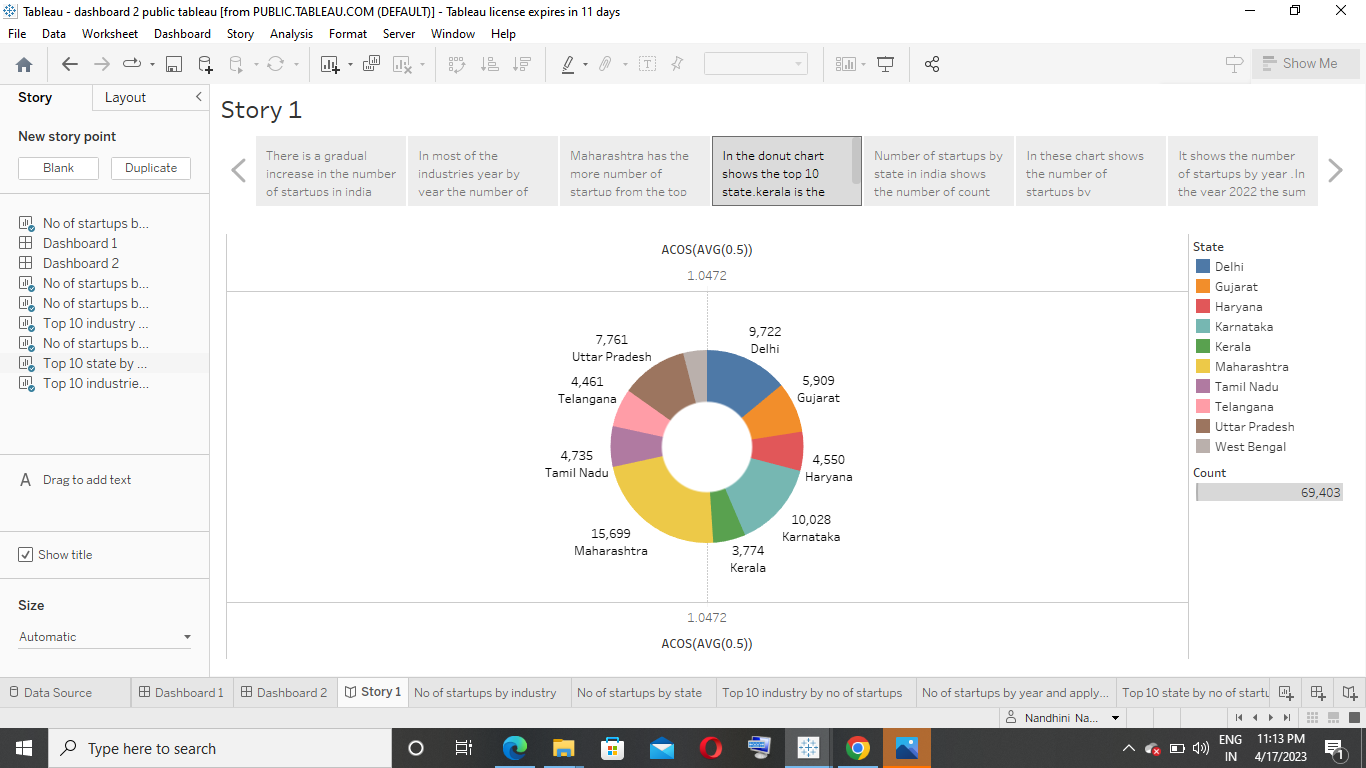 Tableau - dashboard 2 public tableau [from PUBLIC.TABLEAU.COM (DEFAULT)] - Tableau license expires in 11 days
File Data Worksheet Dashboard Story Analysis Format Server Window Help
Show Me
Story Layout
New story point
Blank Duplicate
No of startups b...
Dashboard 1
Dashboard 2
No of startups b...
No of startups b...
Top 10 industry ...
No of startups b...
Top 10 state by ...
Top 10 industrie...
A Drag to add text
Show title
Size
Automatic
Story 1
There is a gradual
increase in the number
of startups in india
In most of the
industries year by
year the number of
Maharashtra has the
more number of
startup from the top
In the donut chart
shows the top 10
state.kerala is the
Number of startups by
state in india shows
the number of count
In these chart shows
the number of
startups by
It shows the number
of startups by year .In
the year 2022 the sum
ACOS(AVG(0.5))
1.0472
9,722
Delhi
5,909
Gujarat
4,550
Haryana
10,028
Karnataka
3,774
Kerala
15,699
Maharashtra
4,735
Tamil Nadu
4,461
Telangana
7,761
Uttar Pradesh
1.0472
ACOS(AVG(0.5))
State
Delhi
Gujarat
Haryana
Karnataka
Kerala
Maharashtra
Tamil Nadu
Telangana
Uttar Pradesh
West Bengal
Count
69,403
Data Source Dashboard 1 Dashboard 2 Story 1 No of startups by industry No of startups by state Top 10 industry by no of startups No of startups by year and apply... Top 10 state by no of startu
Nandhini Na...
Type here to search
ENG
IN
11:13 PM
4/17/2023
1